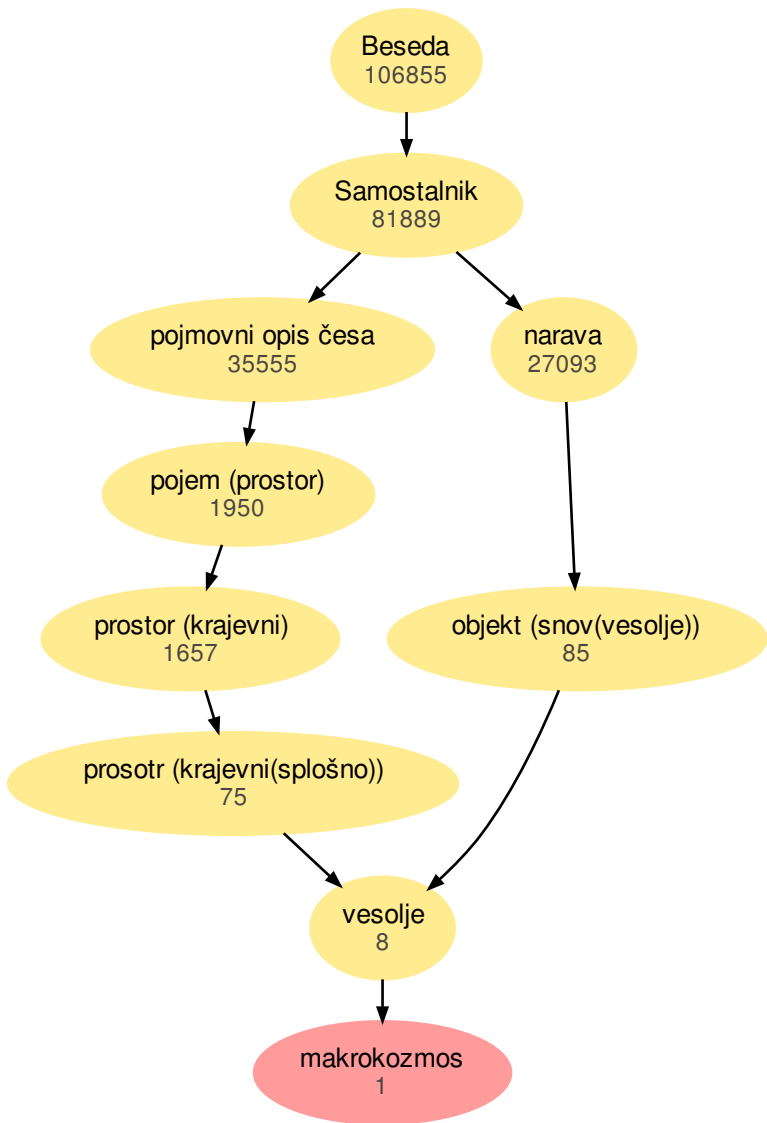 Beseda
106855
Samostalnik
81889
pojmovni opis česa
35555
narava
27093
pojem (prostor)
1950
prostor (krajevni)
1657
objekt (snov(vesolje))
85
prosotr (krajevni(splošno))
75
vesolje
8
makrokozmos
1